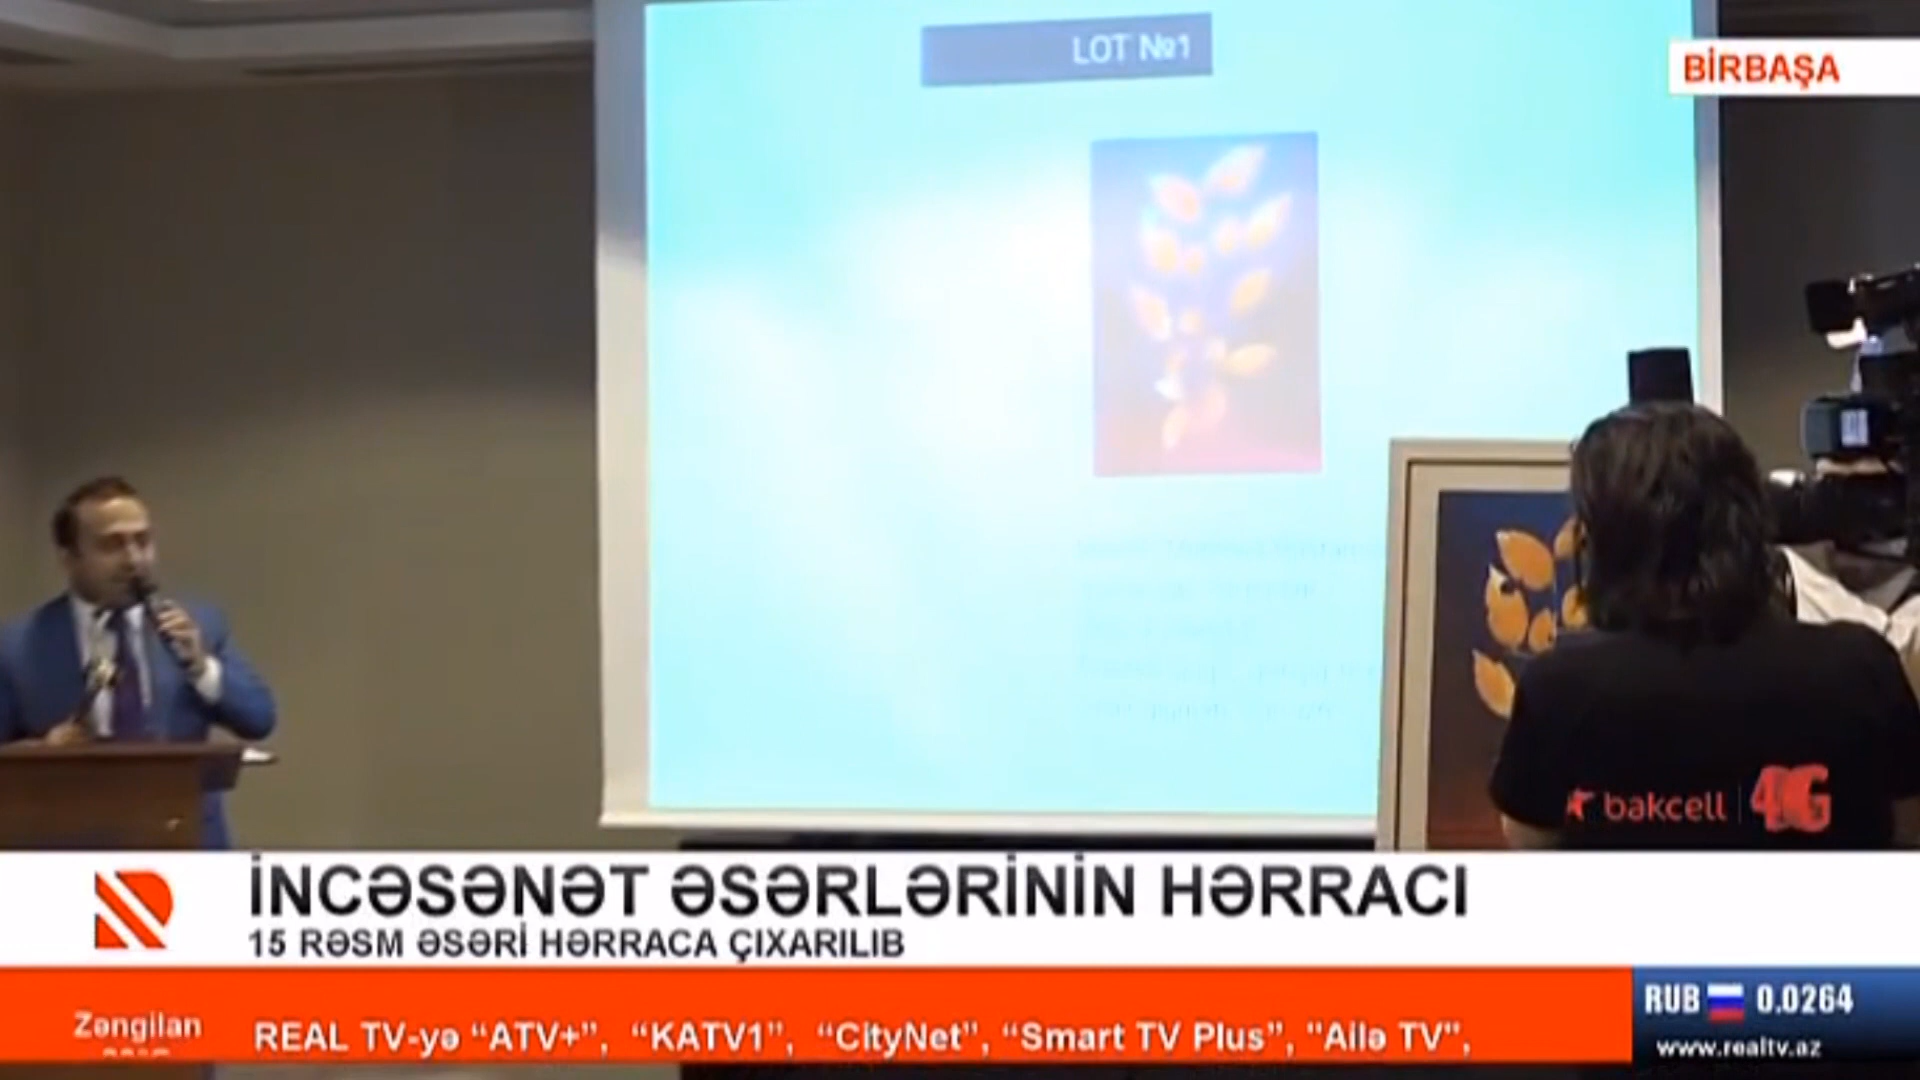 LOT №1
BİRBAŞA
bakcell 4G
İNCƏSƏNƏT ƏSƏRLƏRİNİN HƏRRACI
15 RƏSM ƏSƏRİ HƏRRACA ÇIXARILIB
Zəngilan
REAL TV-yə “ATV+”, “KATV1”, “CityNet”, “Smart TV Plus”, "Ailə TV",
RUB 0.0264
www.realtv.az